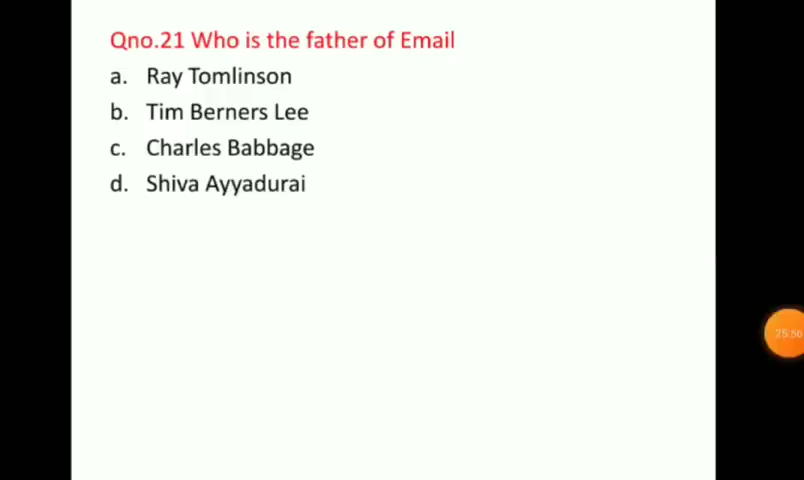 Qno.21 Who is the father of Email
a. Ray Tomlinson
b. Tim Berners Lee
c. Charles Babbage
d. Shiva Ayyadurai